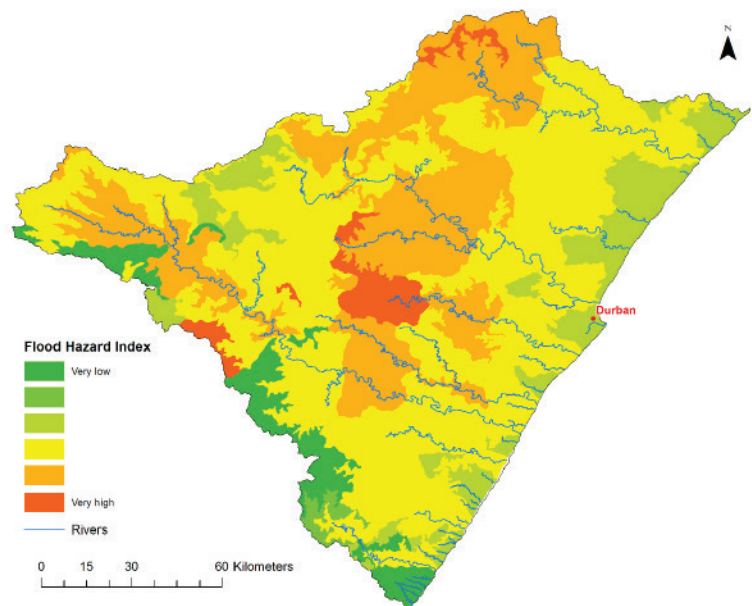 N
Durban
Flood Hazard Index
Very low
Very high
Rivers
0 15 30 60 Kilometers